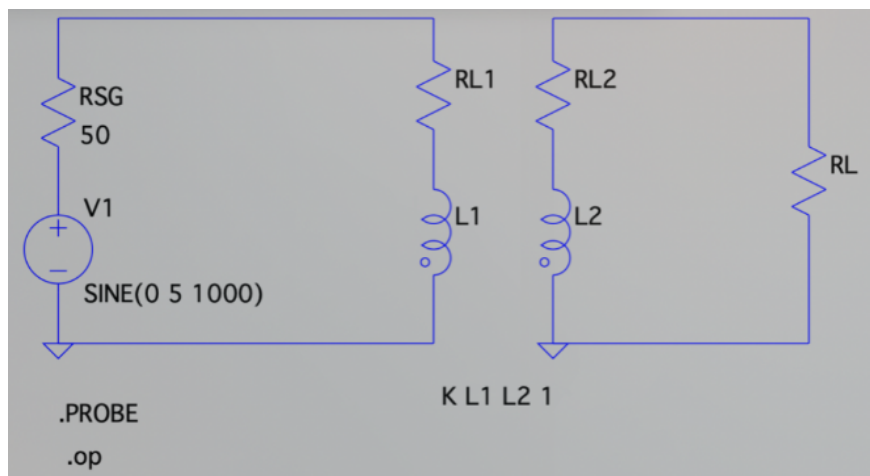 RSG
50
V1
SINE(0 5 1000)
RL1
L1
RL2
L2
RL
K L1 L2 1
.PROBE
.op